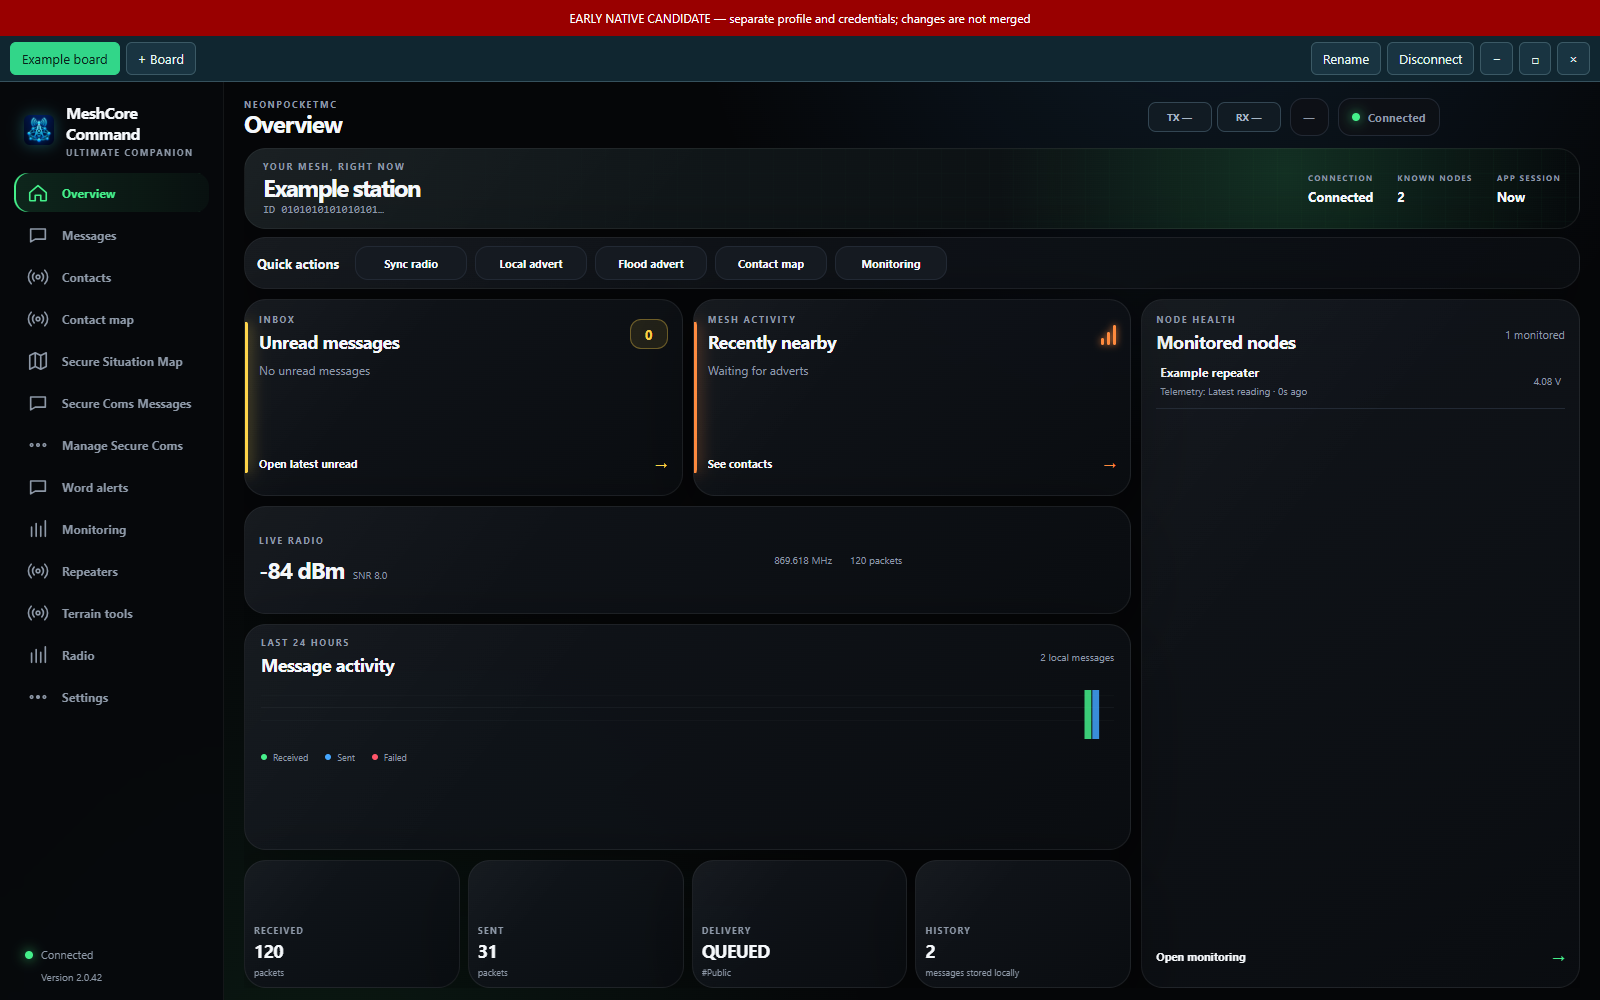 EARLY NATIVE CANDIDATE — separate profile and credentials; changes are not merged
Example board
+ Board
Rename
Disconnect
MeshCore
Command
ULTIMATE COMPANION
Overview
Messages
Contacts
Contact map
Secure Situation Map
Secure Coms Messages
Manage Secure Coms
Word alerts
Monitoring
Repeaters
Terrain tools
Radio
Settings
Connected
Version 2.0.42
NEONPOCKETMC
Overview
TX —
RX —
—
Connected
YOUR MESH, RIGHT NOW
Example station
ID 0101010101010101…
CONNECTION
Connected
KNOWN NODES
2
APP SESSION
Now
Quick actions
Sync radio
Local advert
Flood advert
Contact map
Monitoring
INBOX
Unread messages
0
No unread messages
Open latest unread →
MESH ACTIVITY
Recently nearby
Waiting for adverts
See contacts →
NODE HEALTH
Monitored nodes
1 monitored
Example repeater
Telemetry: Latest reading · 0s ago
4.08 V
Open monitoring →
LIVE RADIO
-84 dBm SNR 8.0
869.618 MHz
120 packets
LAST 24 HOURS
Message activity
2 local messages
Received
Sent
Failed
RECEIVED
120
packets
SENT
31
packets
DELIVERY
QUEUED
#Public
HISTORY
2
messages stored locally